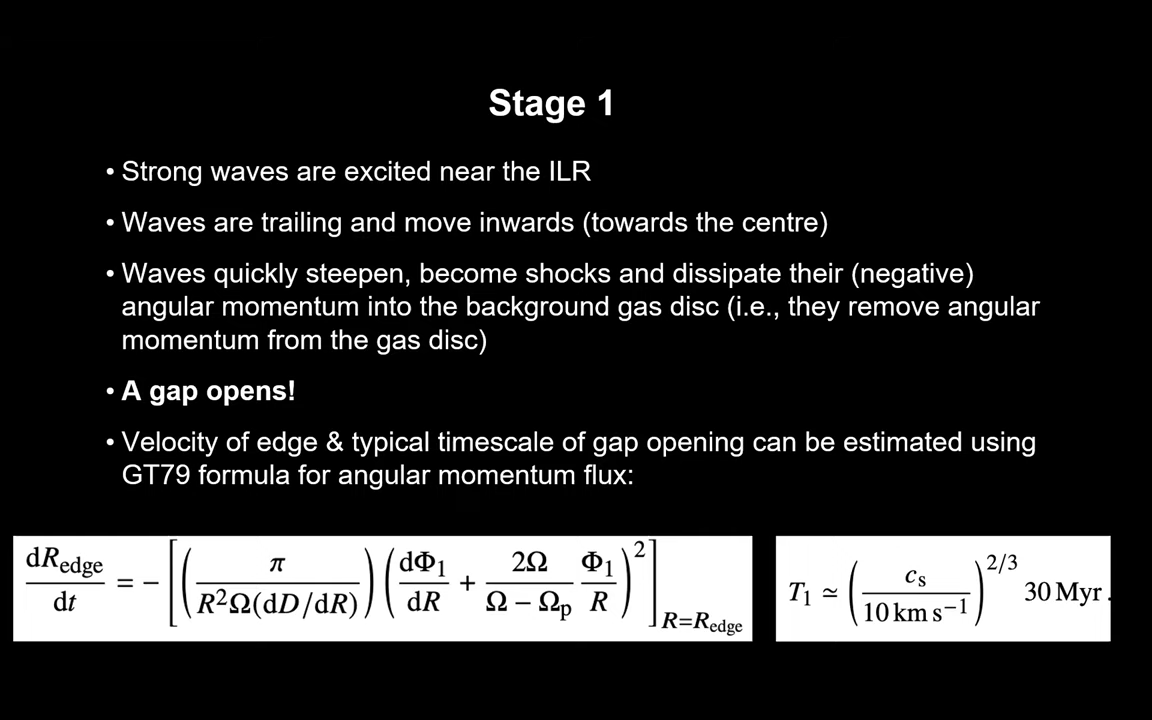 Stage 1
• Strong waves are excited near the ILR
• Waves are trailing and move inwards (towards the centre)
• Waves quickly steepen, become shocks and dissipate their (negative)
angular momentum into the background gas disc (i.e., they remove angular
momentum from the gas disc)
• A gap opens!
• Velocity of edge & typical timescale of gap opening can be estimated using
GT79 formula for angular momentum flux:
dR_edge/dt = −[(π/(R²Ω(dD/dR)))(dΦ₁/dR + 2Ω/(Ω − Ω_p) Φ₁/R)²]_{R=R_edge}
T₁ ≃ (c_s/(10 km s⁻¹))^{2/3} 30 Myr.